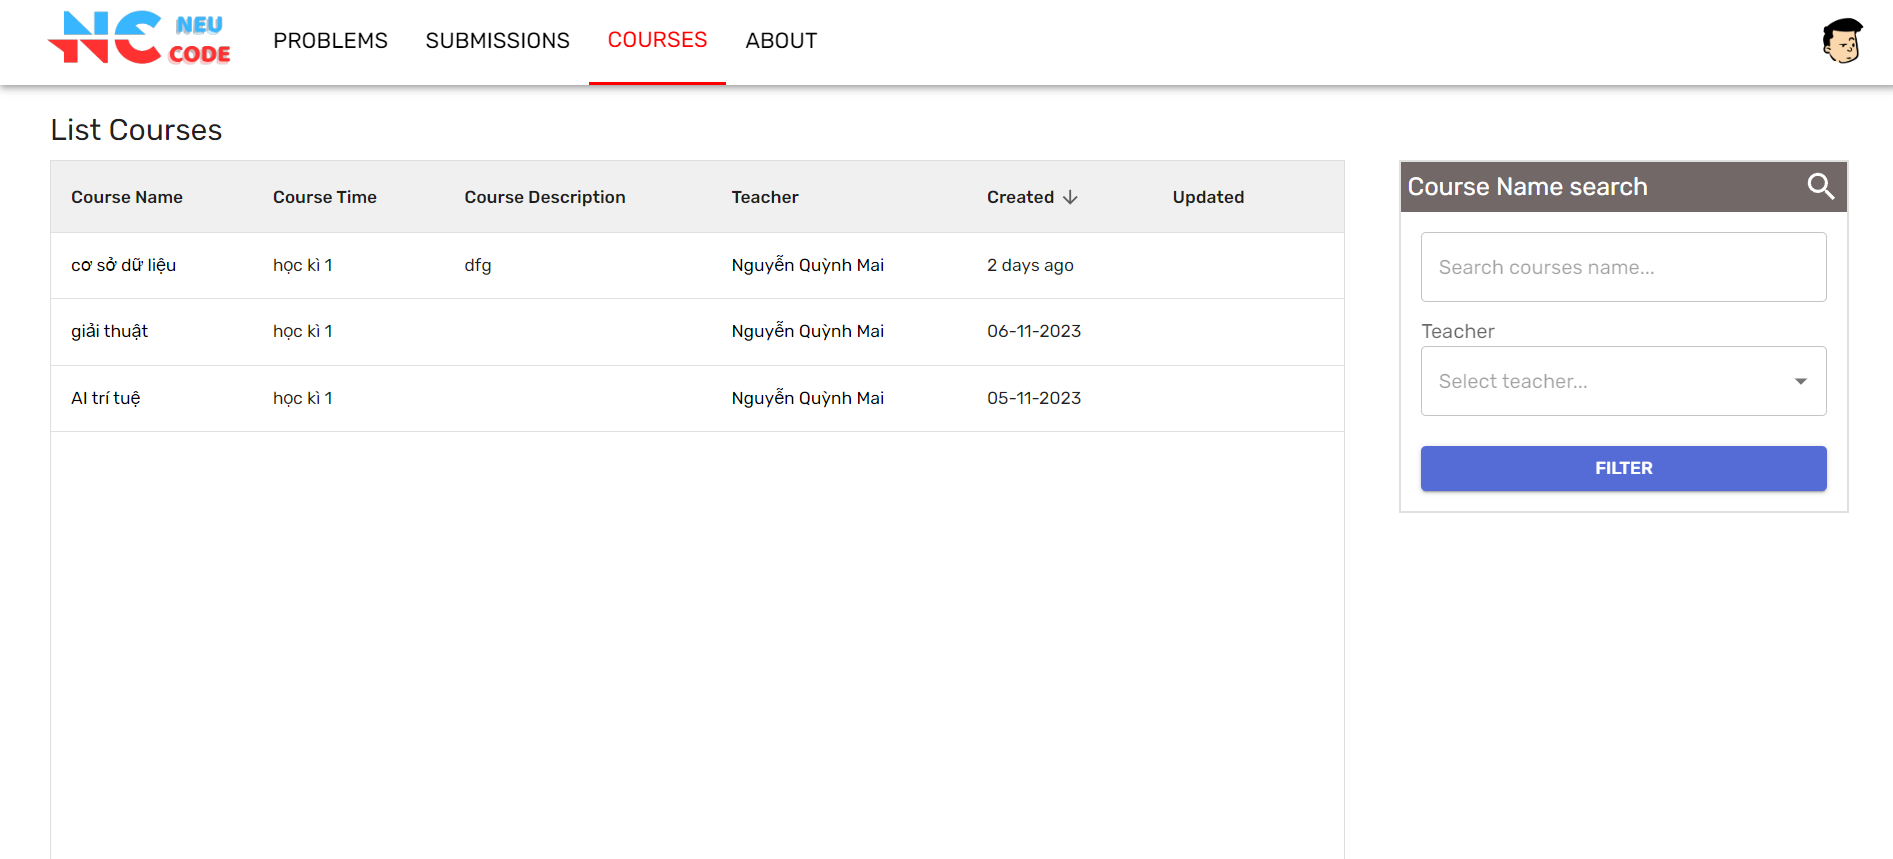 NC NEU CODE PROBLEMS SUBMISSIONS COURSES ABOUT
List Courses
Course Name Course Time Course Description Teacher Created Updated
cơ sở dữ liệu học kì 1 dfg Nguyễn Quỳnh Mai 2 days ago
giải thuật học kì 1 Nguyễn Quỳnh Mai 06-11-2023
AI trí tuệ học kì 1 Nguyễn Quỳnh Mai 05-11-2023
Course Name search
Search courses name...
Teacher
Select teacher...
FILTER